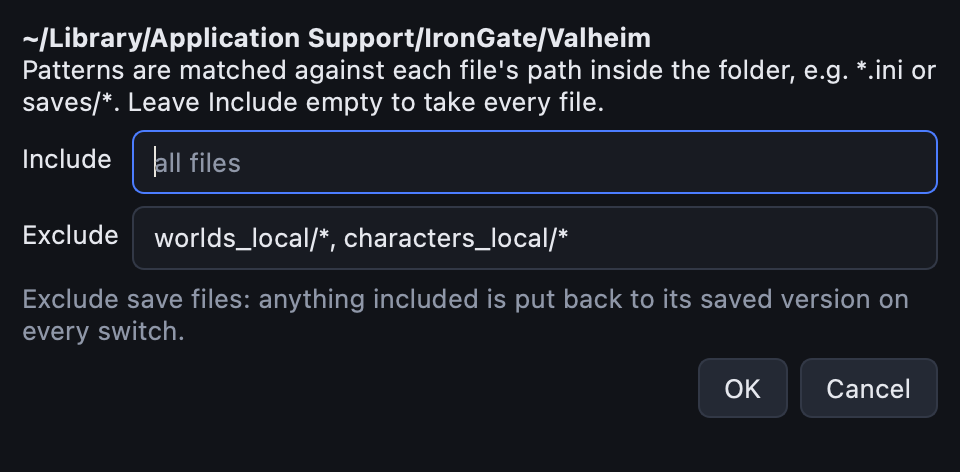 ~/Library/Application Support/IronGate/Valheim
Patterns are matched against each file's path inside the folder, e.g. *.ini or
saves/*. Leave Include empty to take every file.
Include all files
Exclude worlds_local/*, characters_local/*
Exclude save files: anything included is put back to its saved version on
every switch.
OK Cancel